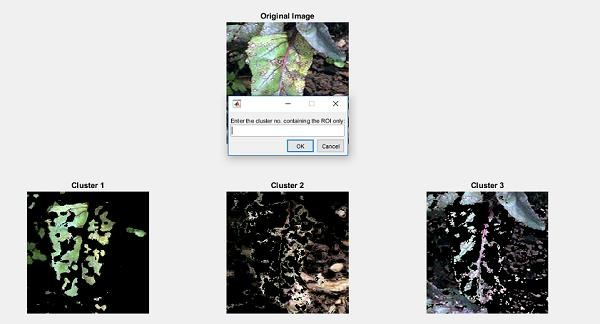 Original Image
Enter the cluster no. containing the ROI only:
OK
Cancel
Cluster 1
Cluster 2
Cluster 3